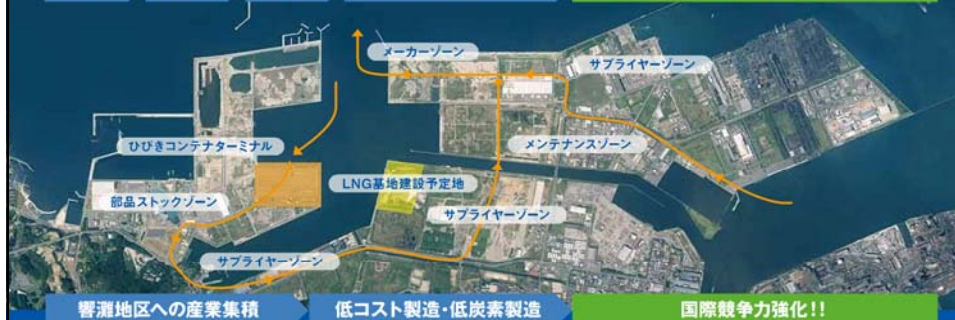 メーカーゾーン
サプライヤーゾーン
ひびきコンテナターミナル
メンテナンスゾーン
LNG基地建設予定地
部品ストックゾーン
サプライヤーゾーン
サプライヤーゾーン
響灘地区への産業集積
低コスト製造・低炭素製造
国際競争力強化!!